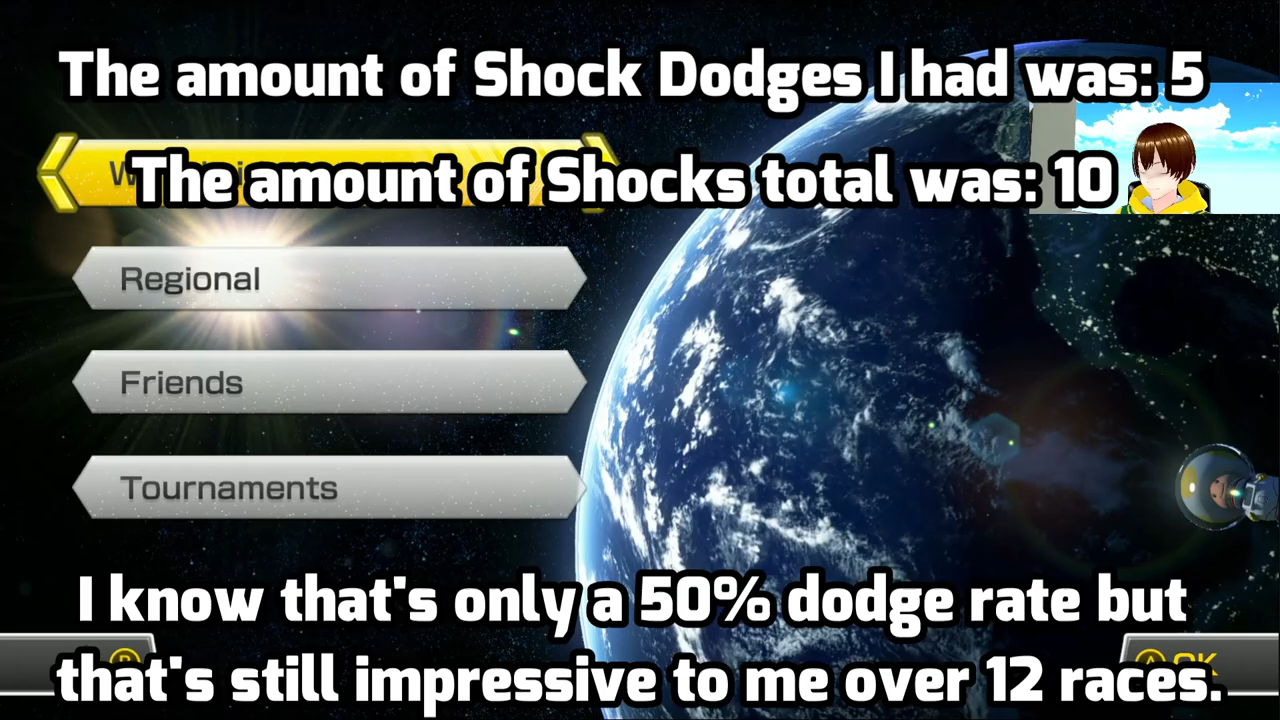 The amount of Shock Dodges I had was: 5
The amount of Shocks total was: 10
Regional
Friends
Tournaments
I know that's only a 50% dodge rate but
that's still impressive to me over 12 races.
B
A OK